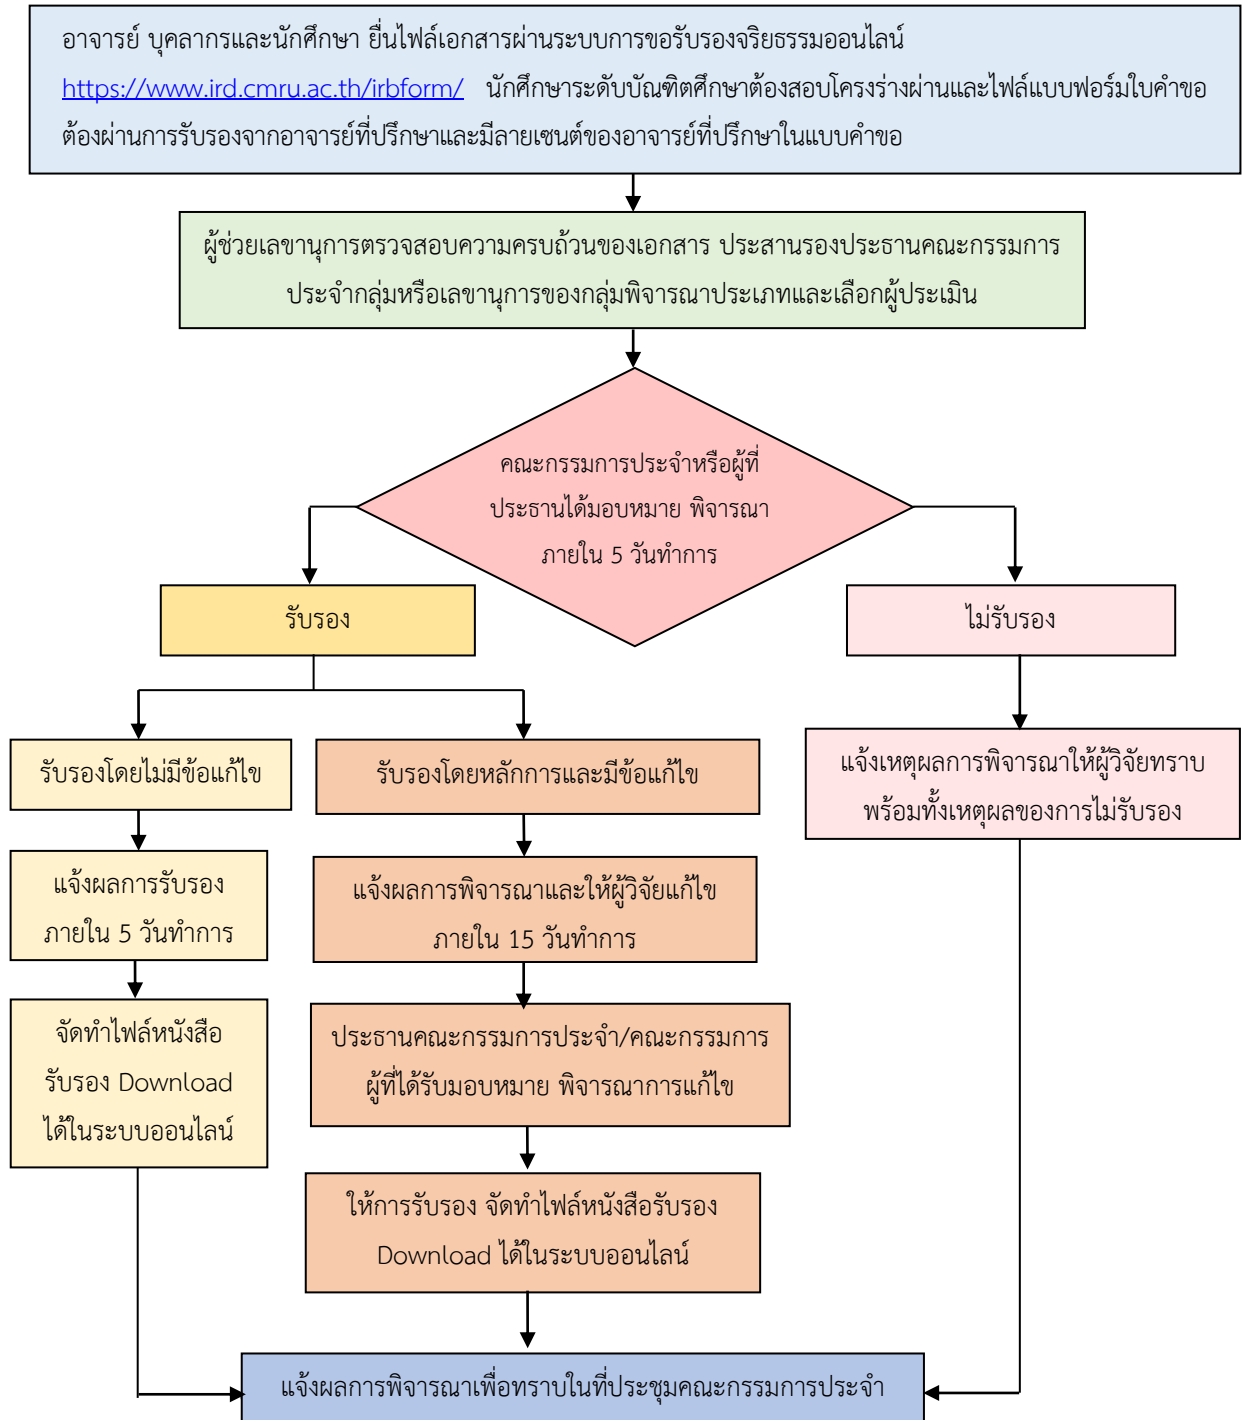 อาจารย์ บุคลากรและนักศึกษา ยื่นไฟล์เอกสารผ่านระบบการขอรับรองจริยธรรมออนไลน์
https://www.ird.cmru.ac.th/irbform/ นักศึกษาระดับบัณฑิตศึกษาต้องสอบโครงร่างผ่านและไฟล์แบบฟอร์มใบคำขอ
ต้องผ่านการรับรองจากอาจารย์ที่ปรึกษาและมีลายเซนต์ของอาจารย์ที่ปรึกษาในแบบคำขอ
ผู้ช่วยเลขานุการตรวจสอบความครบถ้วนของเอกสาร ประสานรองประธานคณะกรรมการ
ประจำกลุ่มหรือเลขานุการของกลุ่มพิจารณาประเภทและเลือกผู้ประเมิน
คณะกรรมการประจำหรือผู้ที่
ประธานได้มอบหมาย พิจารณา
ภายใน 5 วันทำการ
รับรอง
ไม่รับรอง
รับรองโดยไม่มีข้อแก้ไข
รับรองโดยหลักการและมีข้อแก้ไข
แจ้งเหตุผลการพิจารณาให้ผู้วิจัยทราบ
พร้อมทั้งเหตุผลของการไม่รับรอง
แจ้งผลการรับรอง
ภายใน 5 วันทำการ
แจ้งผลการพิจารณาและให้ผู้วิจัยแก้ไข
ภายใน 15 วันทำการ
จัดทำไฟล์หนังสือ
รับรอง Download
ได้ในระบบออนไลน์
ประธานคณะกรรมการประจำ/คณะกรรมการ
ผู้ที่ได้รับมอบหมาย พิจารณาการแก้ไข
ให้การรับรอง จัดทำไฟล์หนังสือรับรอง
Download ได้ในระบบออนไลน์
แจ้งผลการพิจารณาเพื่อทราบในที่ประชุมคณะกรรมการประจำ